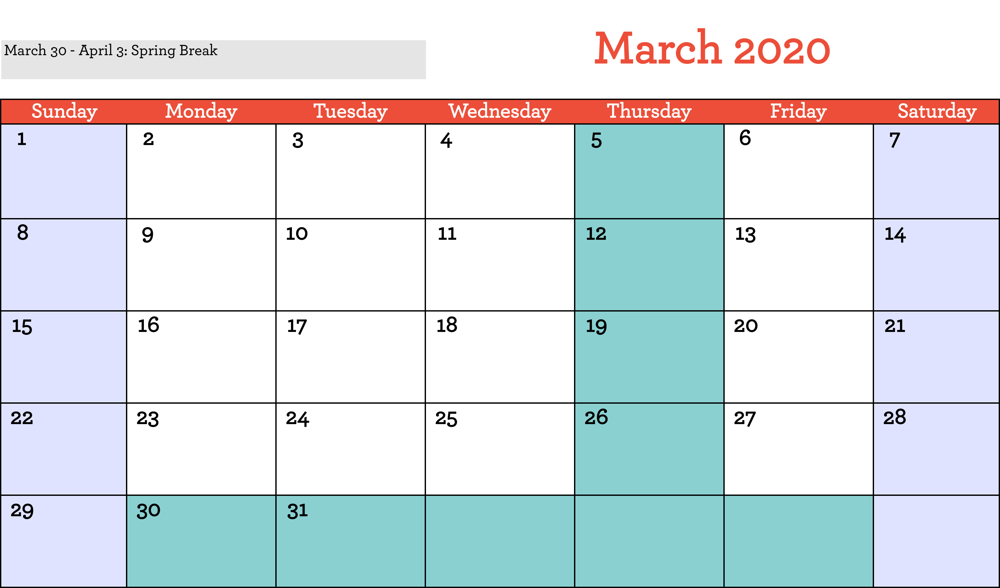 March 30 - April 3: Spring Break
March 2020
Sunday Monday Tuesday Wednesday Thursday Friday Saturday
1 2 3 4 5 6 7
8 9 10 11 12 13 14
15 16 17 18 19 20 21
22 23 24 25 26 27 28
29 30 31